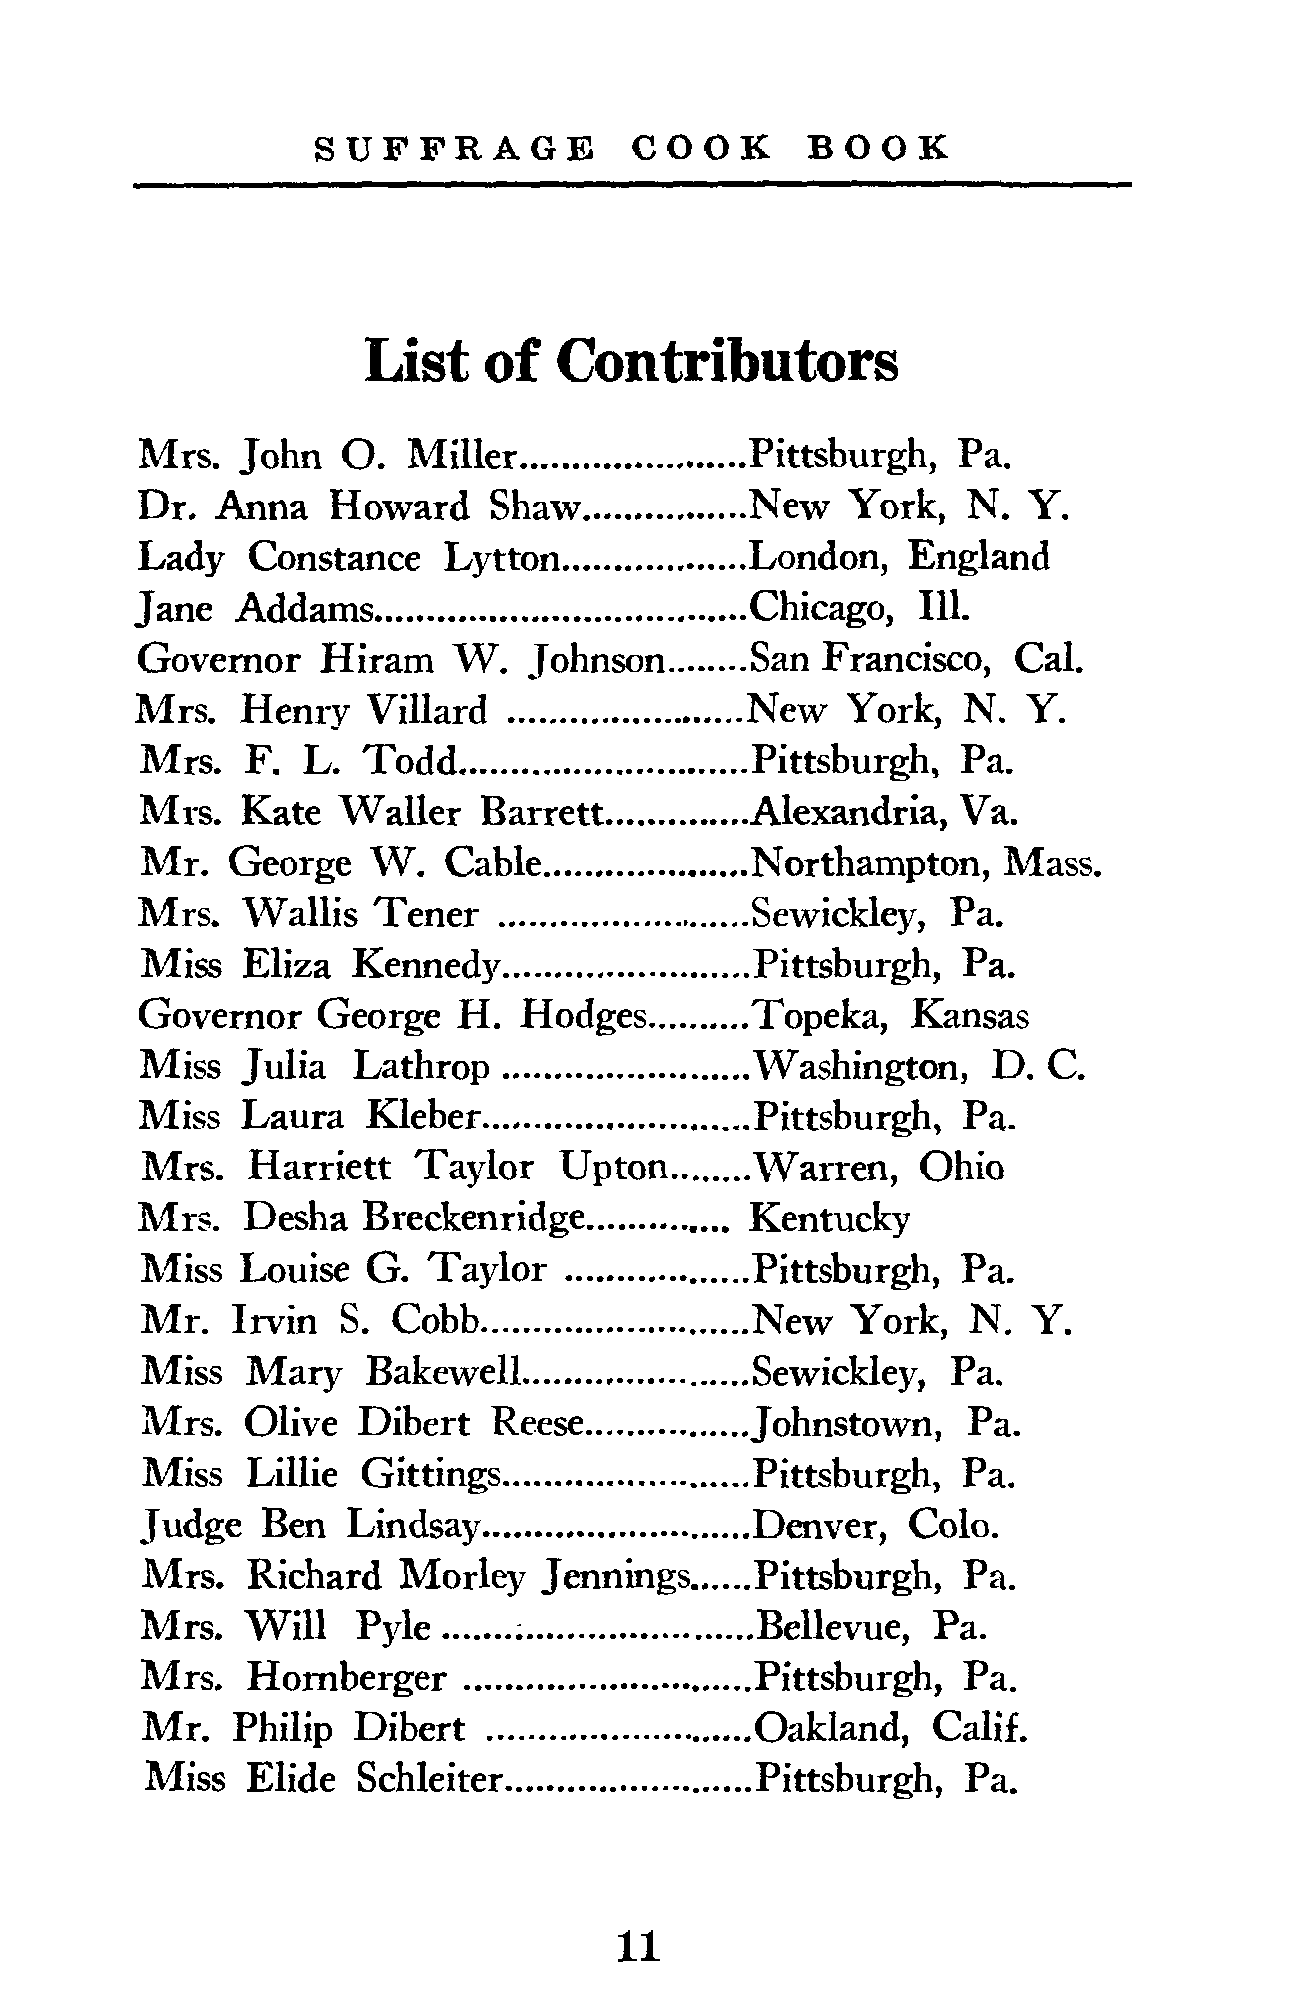 SUFFRAGE COOK BOOK
List of Contributors
Mrs. John O. Miller......................Pittsburgh, Pa.
Dr. Anna Howard Shaw................New York, N. Y.
Lady Constance Lytton..................London, England
Jane Addams....................................Chicago, Ill.
Governor Hiram W. Johnson........San Francisco, Cal.
Mrs. Henry Villard .......................New York, N. Y.
Mrs. F. L. Todd............................Pittsburgh, Pa.
Mrs. Kate Waller Barrett..............Alexandria, Va.
Mr. George W. Cable....................Northampton, Mass.
Mrs. Wallis Tener ........................Sewickley, Pa.
Miss Eliza Kennedy........................Pittsburgh, Pa.
Governor George H. Hodges..........Topeka, Kansas
Miss Julia Lathrop ........................Washington, D. C.
Miss Laura Kleber..........................Pittsburgh, Pa.
Mrs. Harriett Taylor Upton........Warren, Ohio
Mrs. Desha Breckenridge.............. Kentucky
Miss Louise G. Taylor ..................Pittsburgh, Pa.
Mr. Irvin S. Cobb..........................New York, N. Y.
Miss Mary Bakewell......................Sewickley, Pa.
Mrs. Olive Dibert Reese................Johnstown, Pa.
Miss Lillie Gittings........................Pittsburgh, Pa.
Judge Ben Lindsay..........................Denver, Colo.
Mrs. Richard Morley Jennings......Pittsburgh, Pa.
Mrs. Will Pyle ..............................Bellevue, Pa.
Mrs. Hornberger ............................Pittsburgh, Pa.
Mr. Philip Dibert ..........................Oakland, Calif.
Miss Elide Schleiter........................Pittsburgh, Pa.
11